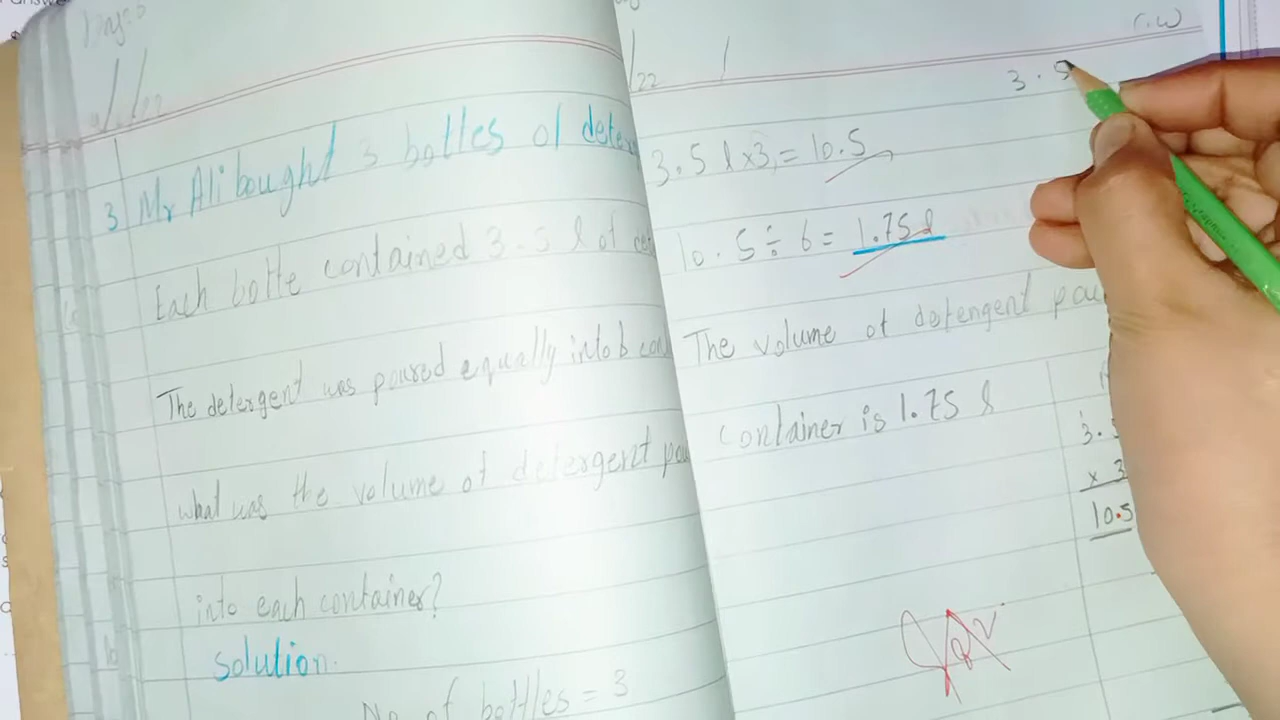 3 Mr Ali bought 3 bottles of deter
Each botte contained 3.5 l of
The detergent was poured equally into 6 con
what was the volume of detergent pou
into each container?
solution.
No of bottles = 3
C.W
22
3.5
3.5 l x 3 = 10.5
10.5 ÷ 6 = 1.75 l
The volume of detergent pou
container is 1.75 l
3.5
x 3
10.5